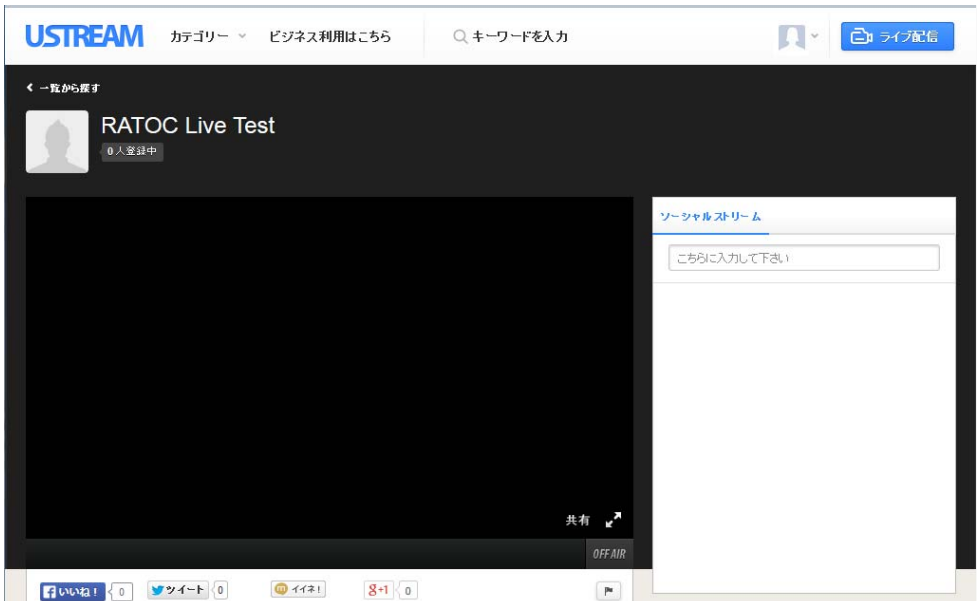 USTREAM カテゴリー ビジネス利用はこちら キーワードを入力 ライブ配信
一覧から探す
RATOC Live Test
0人登録中
ソーシャルストリーム
こちらに入力して下さい
共有
OFF AIR
いいね! 0 ツイート 0 イイネ! +1 0